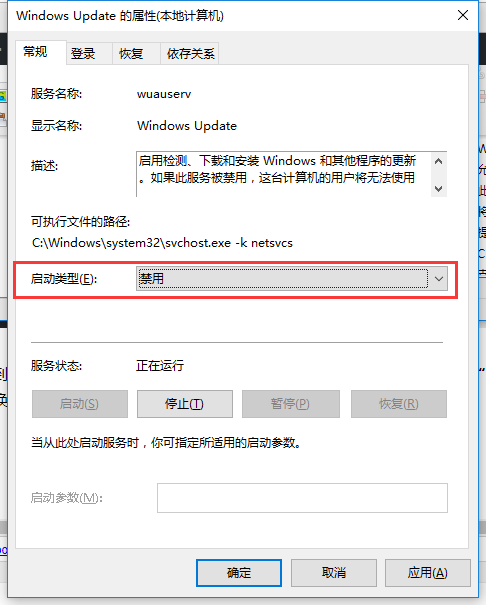 Windows Update 的属性(本地计算机)
常规 登录 恢复 依存关系
服务名称: wuauserv
显示名称: Windows Update
描述: 启用检测、下载和安装 Windows 和其他程序的更新
。如果此服务被禁用，这台计算机的用户将无法使用
可执行文件的路径:
C:\Windows\system32\svchost.exe -k netsvcs
启动类型(E): 禁用
服务状态: 正在运行
启动(S) 停止(T) 暂停(P) 恢复(R)
当从此处启动服务时，你可指定所适用的启动参数。
启动参数(M):
确定 取消 应用(A)